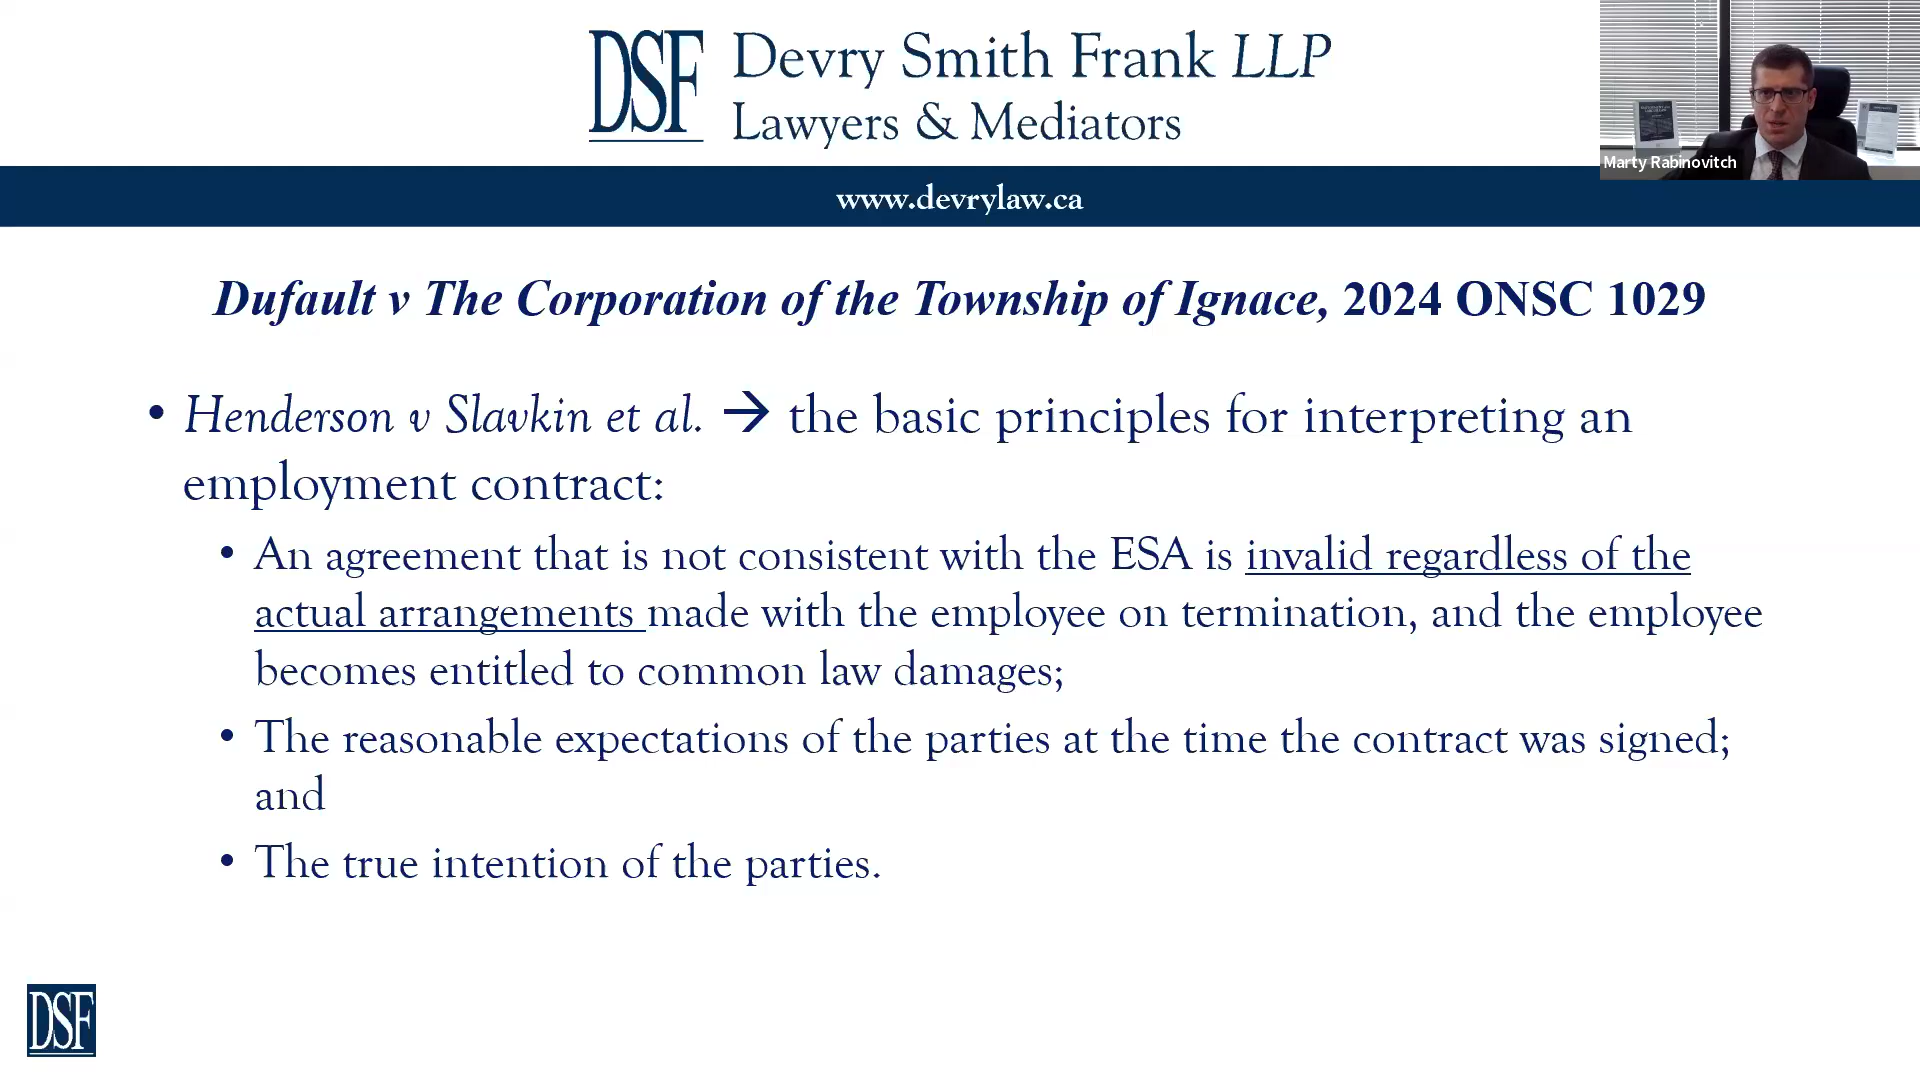 DSF
Devry Smith Frank LLP
Lawyers & Mediators
Marty Rabinovitch
www.devrylaw.ca
Dufault v The Corporation of the Township of Ignace, 2024 ONSC 1029
• Henderson v Slavkin et al. → the basic principles for interpreting an
employment contract:
• An agreement that is not consistent with the ESA is invalid regardless of the
actual arrangements made with the employee on termination, and the employee
becomes entitled to common law damages;
• The reasonable expectations of the parties at the time the contract was signed;
and
• The true intention of the parties.
DSF